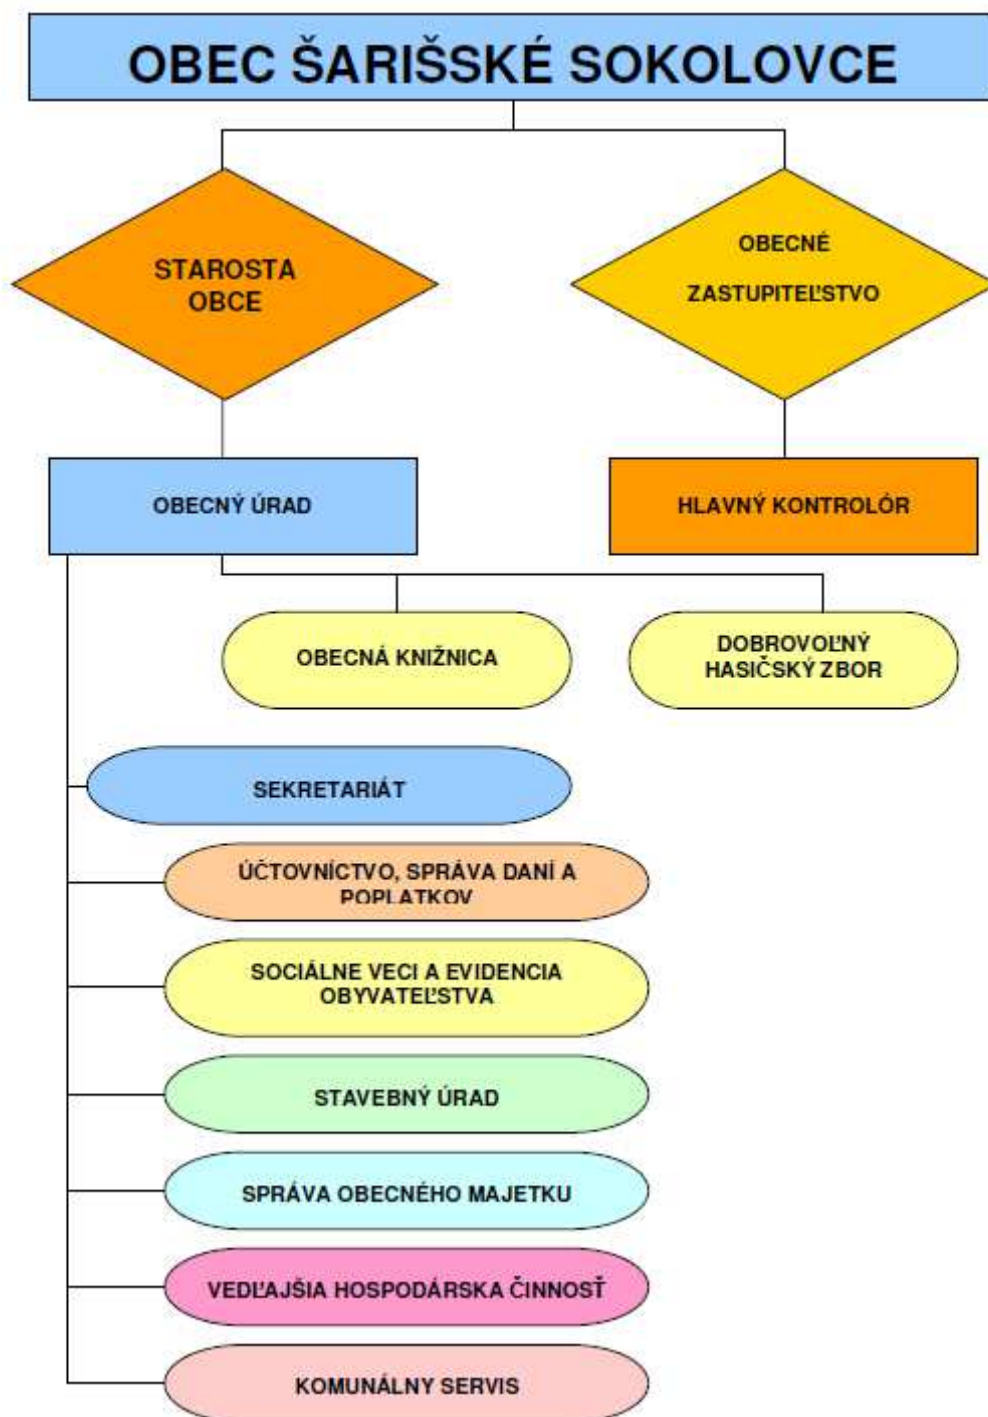 OBEC ŠARIŠSKÉ SOKOLOVCE
STAROSTA
OBCE
OBECNÉ
ZASTUPITEĽSTVO
OBECNÝ ÚRAD
HLAVNÝ KONTROLÓR
OBECNÁ KNIŽNICA
DOBROVOĽNÝ
HASIČSKÝ ZBOR
SEKRETARIÁT
ÚČTOVNÍCTVO, SPRÁVA DANÍ A
POPLATKOV
SOCIÁLNE VECI A EVIDENCIA
OBYVATEĽSTVA
STAVEBNÝ ÚRAD
SPRÁVA OBECNÉHO MAJETKU
VEDĽAJŠIA HOSPODÁRSKA ČINNOSŤ
KOMUNÁLNY SERVIS